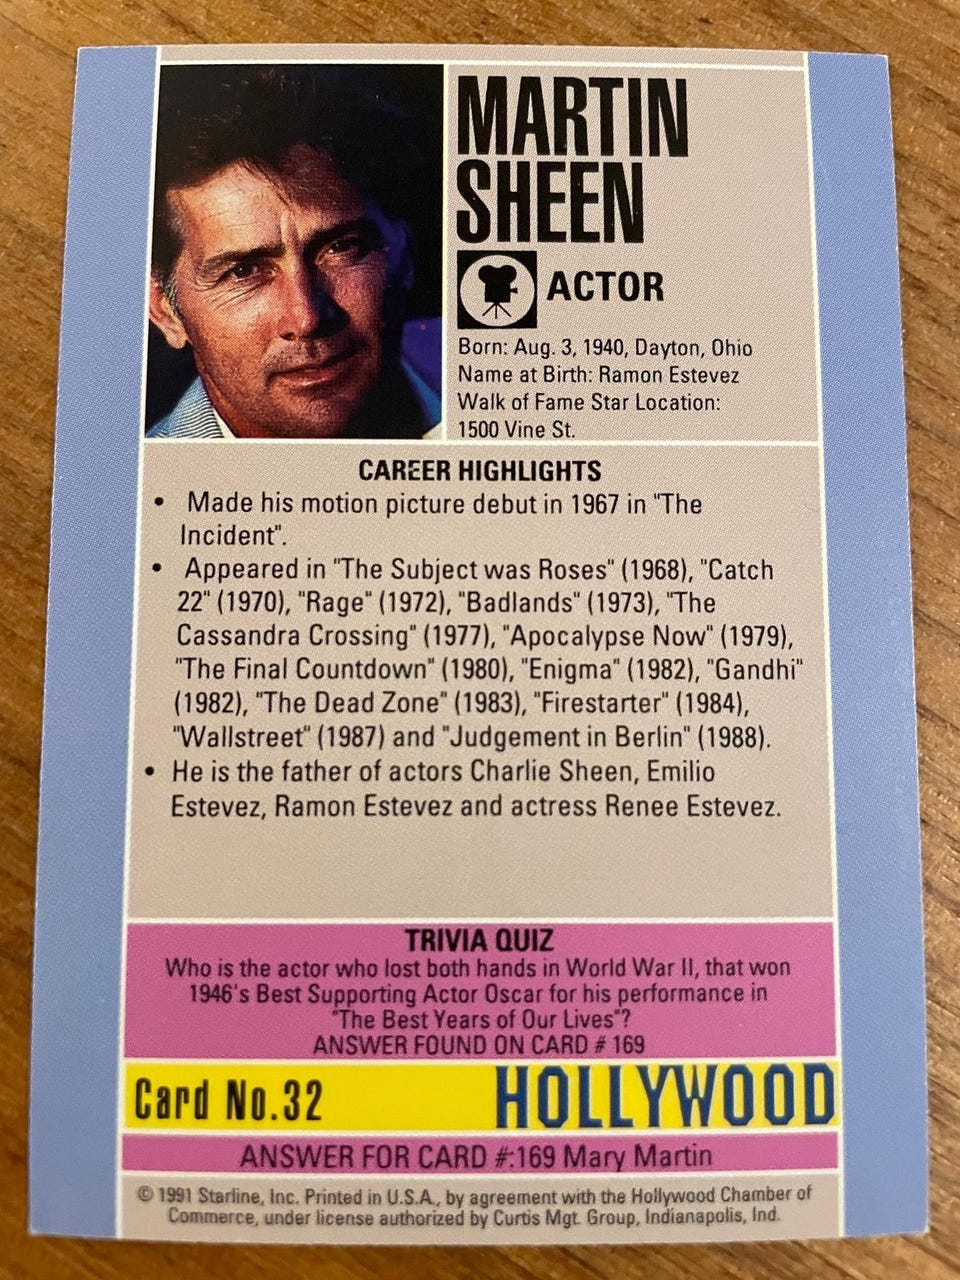 MARTIN
SHEEN
ACTOR
Born: Aug. 3, 1940, Dayton, Ohio
Name at Birth: Ramon Estevez
Walk of Fame Star Location:
1500 Vine St.
CAREER HIGHLIGHTS
• Made his motion picture debut in 1967 in "The
Incident".
• Appeared in "The Subject was Roses" (1968), "Catch
22" (1970), "Rage" (1972), "Badlands" (1973), "The
Cassandra Crossing" (1977), "Apocalypse Now" (1979),
"The Final Countdown" (1980), "Enigma" (1982), "Gandhi"
(1982), "The Dead Zone" (1983), "Firestarter" (1984),
"Wallstreet" (1987) and "Judgement in Berlin" (1988).
• He is the father of actors Charlie Sheen, Emilio
Estevez, Ramon Estevez and actress Renee Estevez.
TRIVIA QUIZ
Who is the actor who lost both hands in World War II, that won
1946's Best Supporting Actor Oscar for his performance in
"The Best Years of Our Lives"?
ANSWER FOUND ON CARD # 169
Card No.32 HOLLYWOOD
ANSWER FOR CARD #:169 Mary Martin
© 1991 Starline, Inc. Printed in U.S.A., by agreement with the Hollywood Chamber of
Commerce, under license authorized by Curtis Mgt. Group, Indianapolis, Ind.